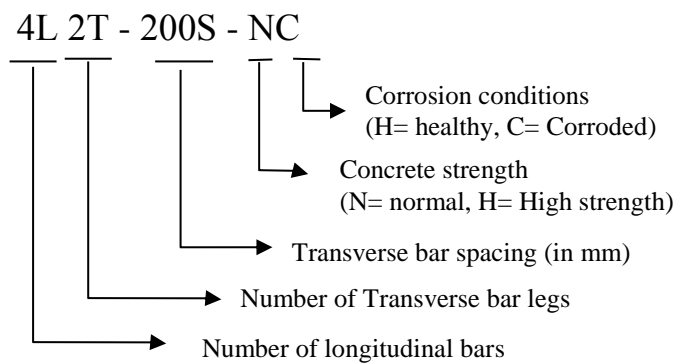 4L 2T - 200S - NC
Corrosion conditions
(H= healthy, C= Corroded)
Concrete strength
(N= normal, H= High strength)
Transverse bar spacing (in mm)
Number of Transverse bar legs
Number of longitudinal bars